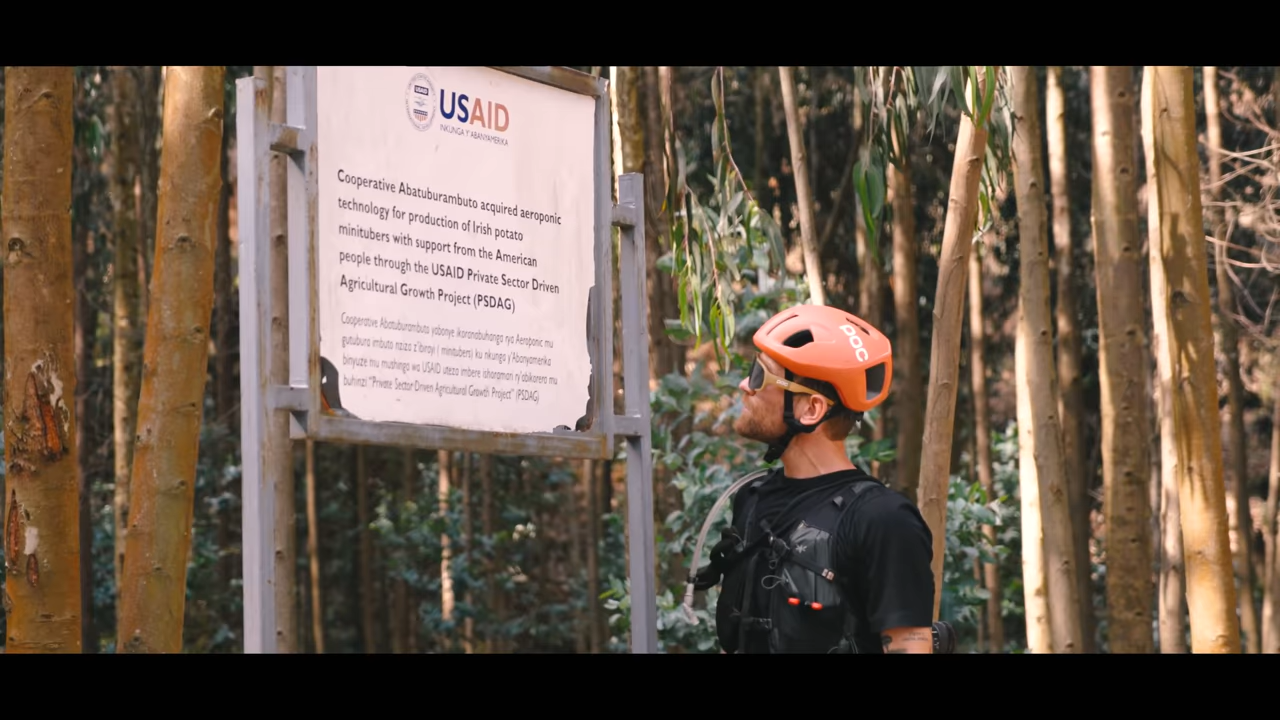 USAID
USAID
INKUNGA Y'ABANYAMERIKA
Cooperative Abatuburambuto acquired aeroponic
technology for production of Irish potato
minitubers with support from the American
people through the USAID Private Sector Driven
Agricultural Growth Project (PSDAG)
Cooperative Abatuburambuto yabonye ikoranabuhanga rya Aeroponic mu
gutubura imbuto nziza z'ibirayi ( minitubers) ku nkunga y'Abanyamerika
binyuze mu mushinga wa USAID uteza imbere ishoramari ry'abikorera mu
buhinzi "Private Sector Driven Agricultural Growth Project" (PSDAG)
poc